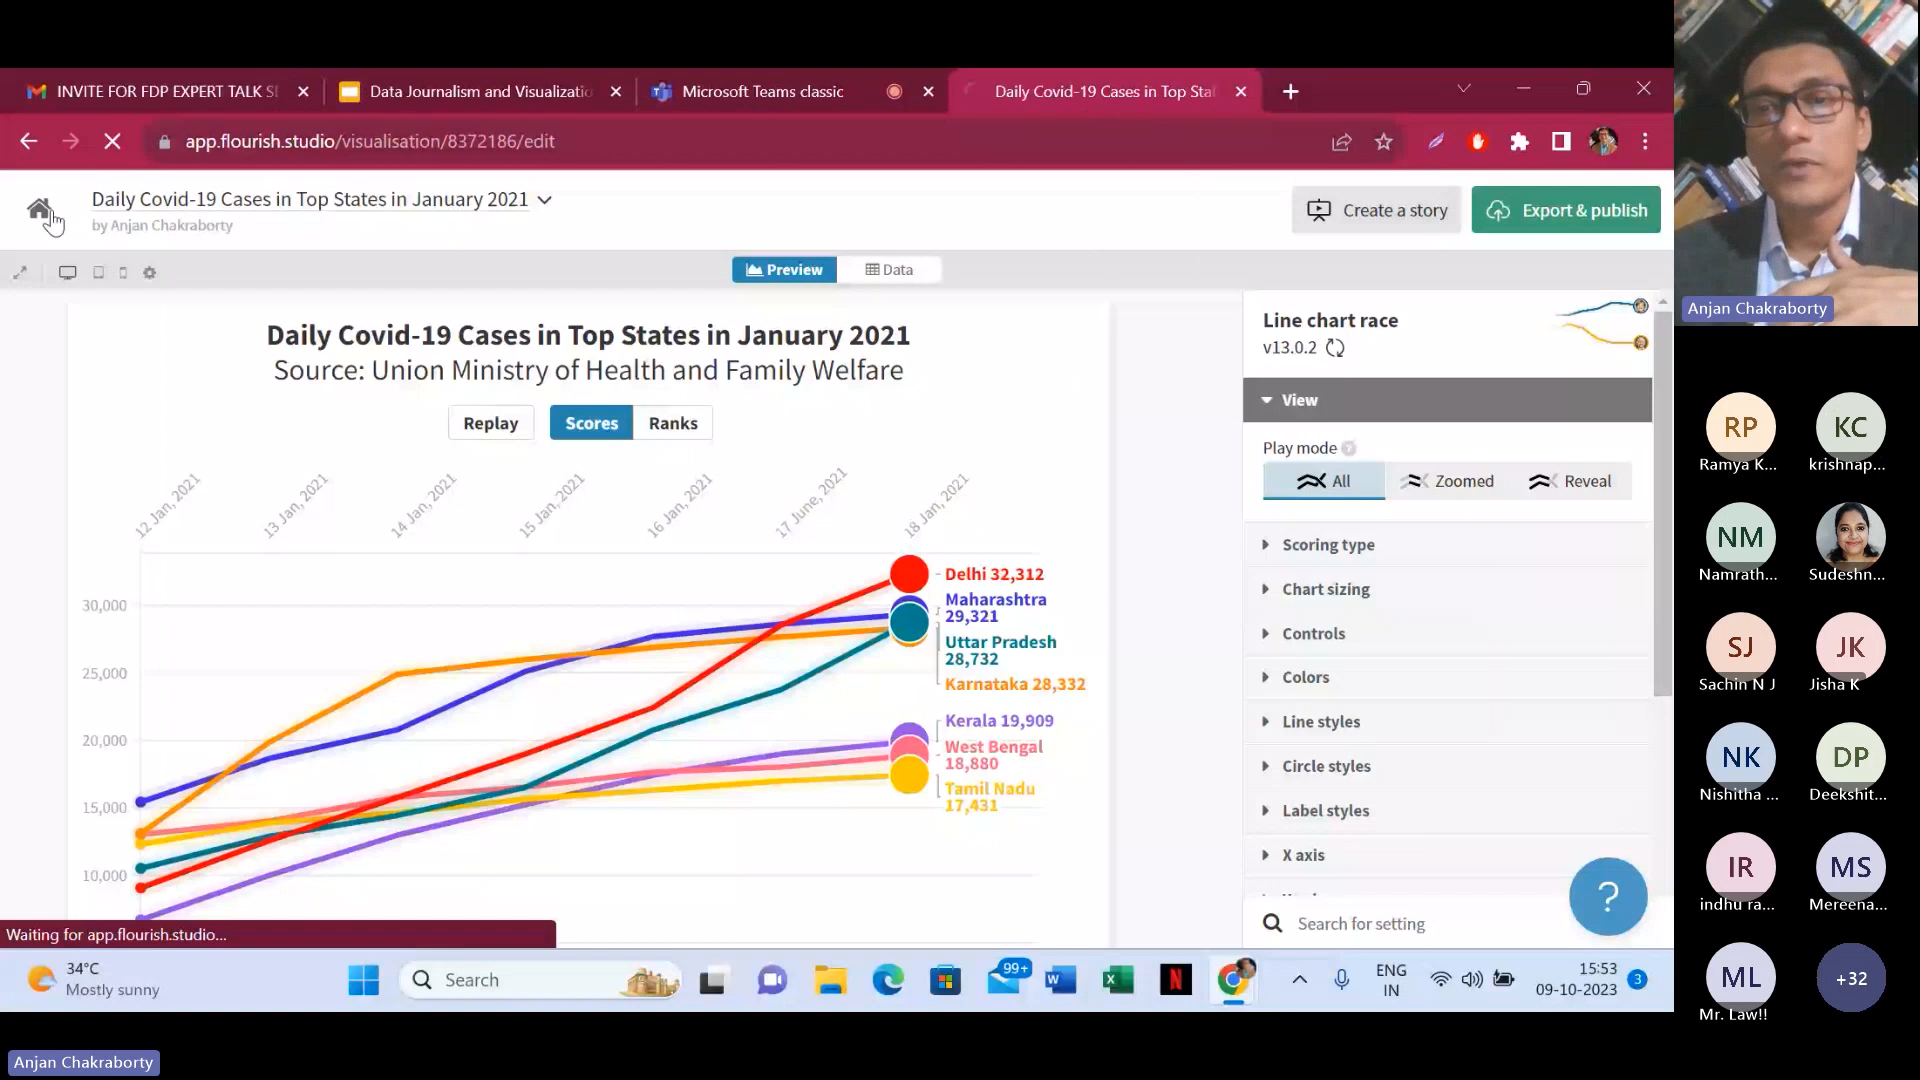 INVITE FOR FDP EXPERT TALK S
Data Journalism and Visualizatio
Microsoft Teams classic
Daily Covid-19 Cases in Top Sta
app.flourish.studio/visualisation/8372186/edit
Daily Covid-19 Cases in Top States in January 2021
by Anjan Chakraborty
Create a story
Export & publish
Preview
Data
Daily Covid-19 Cases in Top States in January 2021
Source: Union Ministry of Health and Family Welfare
Replay
Scores
Ranks
12 Jan, 2021
13 Jan, 2021
14 Jan, 2021
15 Jan, 2021
16 Jan, 2021
17 June, 2021
18 Jan, 2021
30,000
25,000
20,000
15,000
10,000
Delhi 32,312
Maharashtra
29,321
Uttar Pradesh
28,732
Karnataka 28,332
Kerala 19,909
West Bengal
18,880
Tamil Nadu
17,431
Line chart race
v13.0.2
View
Play mode ?
All
Zoomed
Reveal
Scoring type
Chart sizing
Controls
Colors
Line styles
Circle styles
Label styles
X axis
Search for setting
?
Waiting for app.flourish.studio...
34°C
Mostly sunny
Search
99+
ENG
IN
15:53
09-10-2023
3
Anjan Chakraborty
RP
Ramya K...
KC
krishnap...
NM
Namrath...
Sudeshn...
SJ
Sachin N J
JK
Jisha K
NK
Nishitha ...
DP
Deekshit...
IR
indhu ra...
MS
Mereena...
ML
Mr. Law!!
+32
Anjan Chakraborty